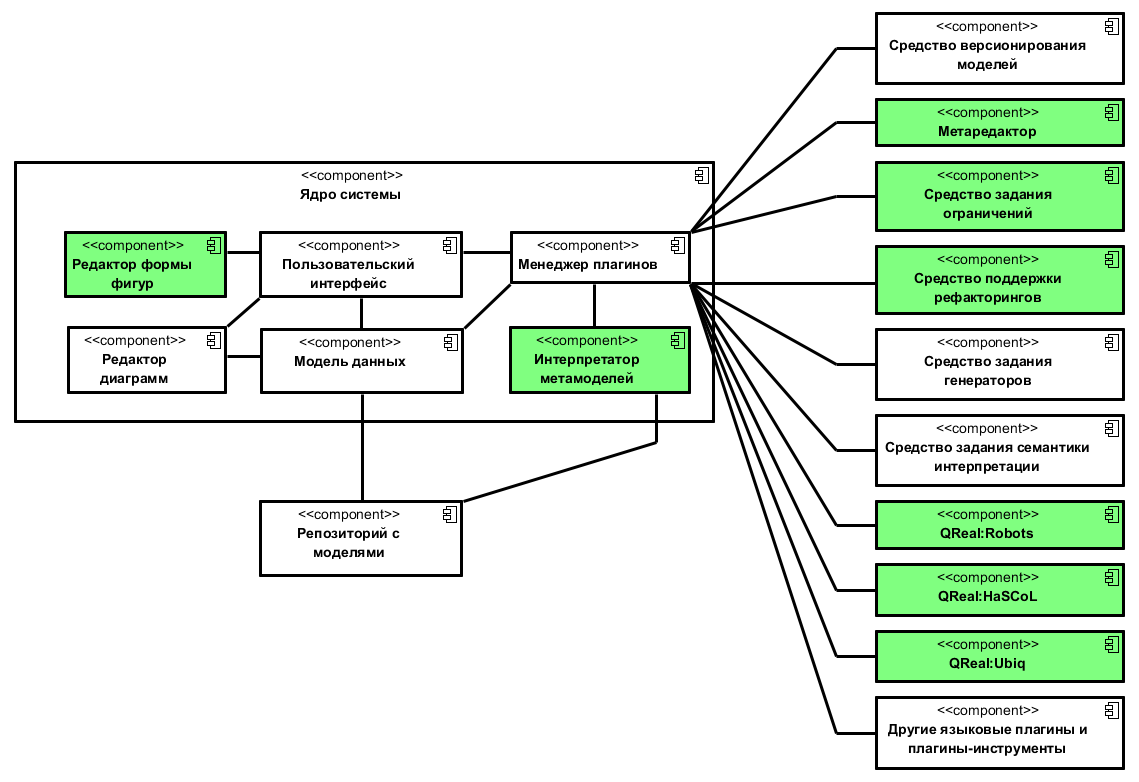 <<component>>
Средство версионирования
моделей
<<component>>
Метаредактор
<<component>>
Средство задания
ограничений
<<component>>
Средство поддержки
рефакторингов
<<component>>
Средство задания
генераторов
<<component>>
Средство задания семантики
интерпретации
<<component>>
QReal:Robots
<<component>>
QReal:HaSCoL
<<component>>
QReal:Ubiq
<<component>>
Другие языковые плагины и
плагины-инструменты
<<component>>
Ядро системы
<<component>>
Редактор формы
фигур
<<component>>
Пользовательский
интерфейс
<<component>>
Менеджер плагинов
<<component>>
Редактор
диаграмм
<<component>>
Модель данных
<<component>>
Интерпретатор
метамоделей
<<component>>
Репозиторий с
моделями